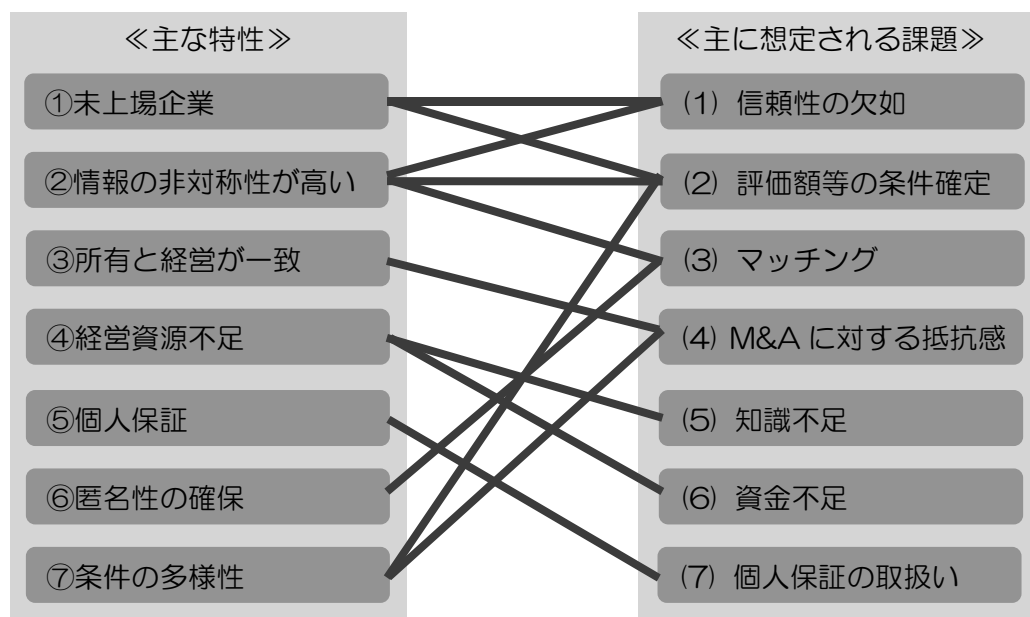 ≪主な特性≫
①未上場企業
②情報の非対称性が高い
③所有と経営が一致
④経営資源不足
⑤個人保証
⑥匿名性の確保
⑦条件の多様性
≪主に想定される課題≫
(1) 信頼性の欠如
(2) 評価額等の条件確定
(3) マッチング
(4) M&A に対する抵抗感
(5) 知識不足
(6) 資金不足
(7) 個人保証の取扱い